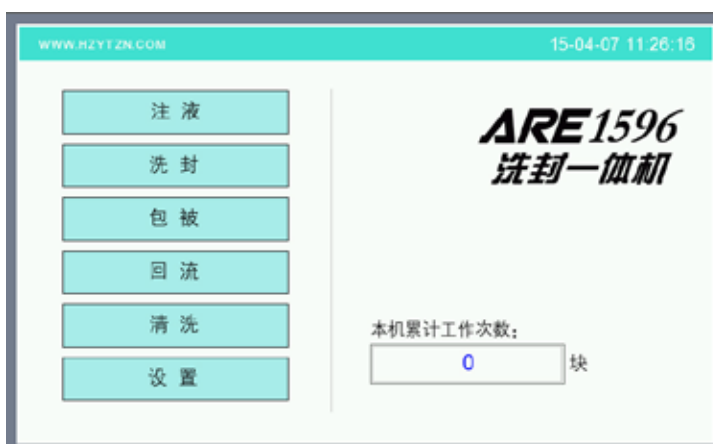 WWW.HZYTZN.COM
15-04-07 11:26:16
注 液
洗 封
包 被
回 流
清 洗
设 置
ARE1596
洗封一体机
本机累计工作次数:
0 块